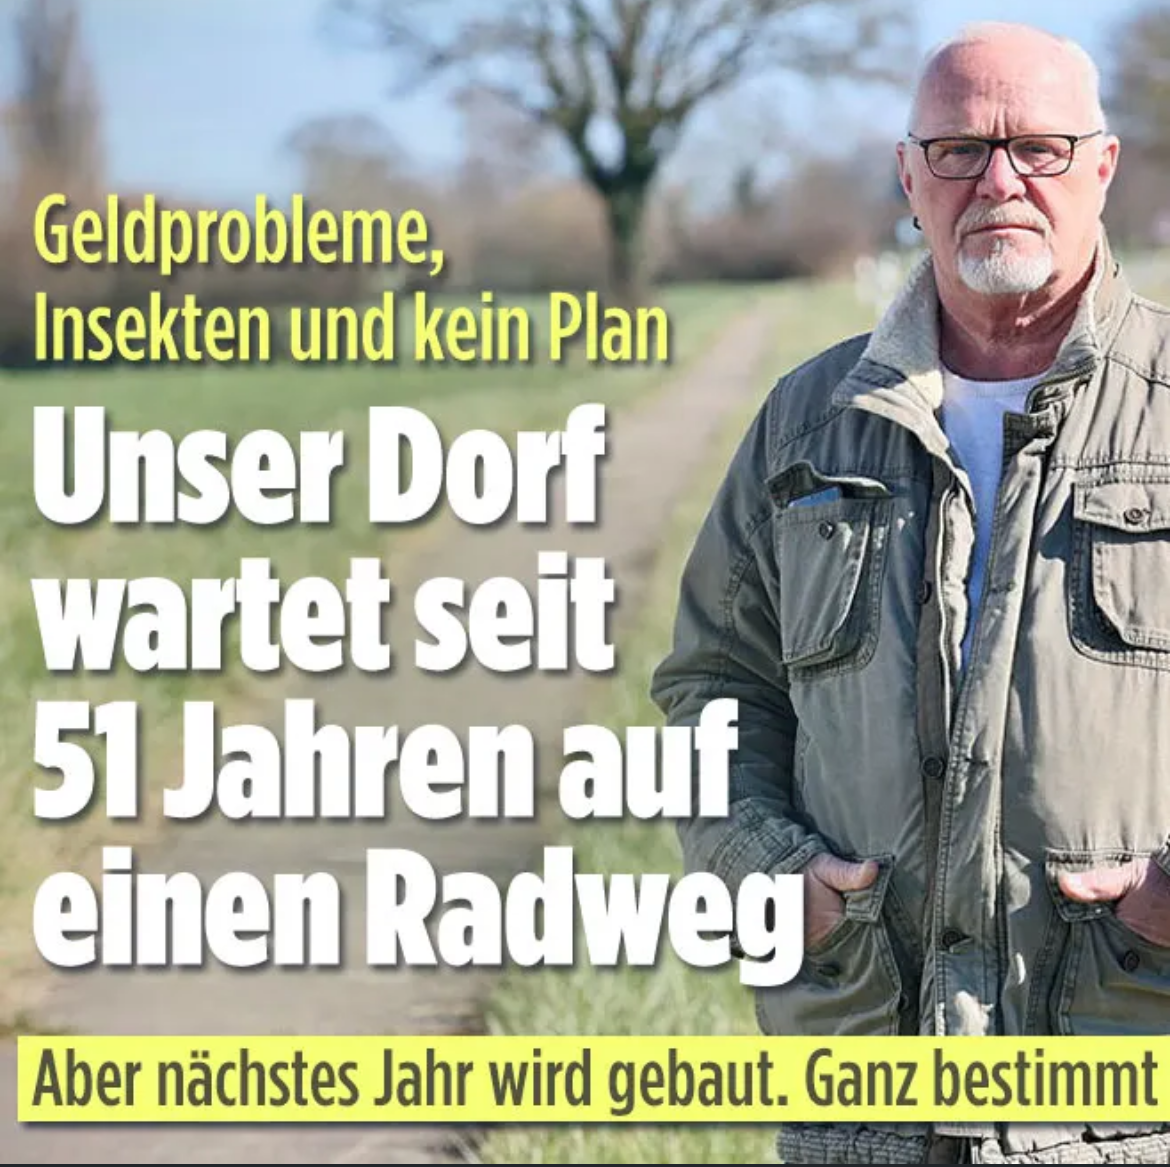 Geldprobleme,
Insekten und kein Plan
Unser Dorf
wartet seit
51 Jahren auf
einen Radweg
Aber nächstes Jahr wird gebaut. Ganz bestimmt